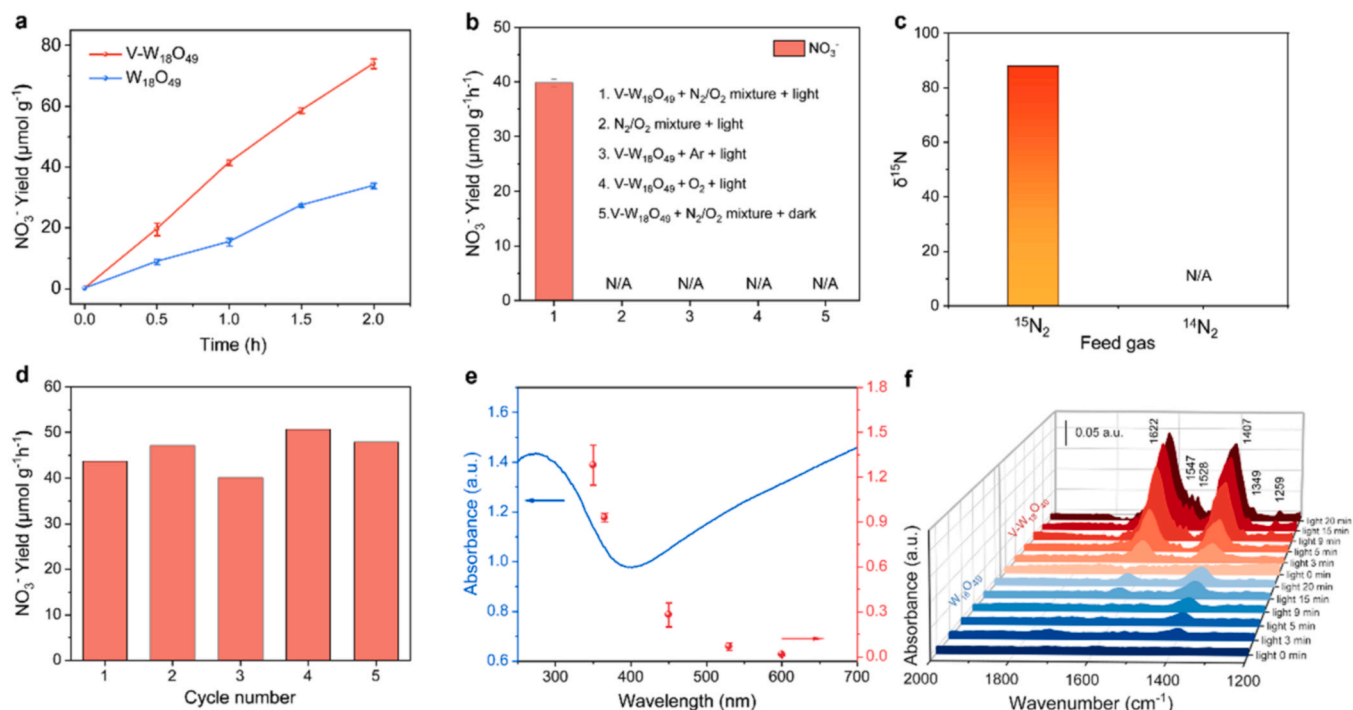 a
NO₃⁻ Yield (μmol g⁻¹)
80
60
40
20
0
V-W₁₈O₄₉
W₁₈O₄₉
0.0 0.5 1.0 1.5 2.0
Time (h)
b
NO₃⁻ Yield (μmol g⁻¹h⁻¹)
50
40
30
20
10
0
NO₃⁻
1. V-W₁₈O₄₉ + N₂/O₂ mixture + light
2. N₂/O₂ mixture + light
3. V-W₁₈O₄₉ + Ar + light
4. V-W₁₈O₄₉ + O₂ + light
5.V-W₁₈O₄₉ + N₂/O₂ mixture + dark
N/A N/A N/A N/A
1 2 3 4 5
c
δ¹⁵N
100
80
60
40
20
0
N/A
¹⁵N₂ ¹⁴N₂
Feed gas
d
NO₃⁻ Yield (μmol g⁻¹h⁻¹)
60
50
40
30
20
10
0
1 2 3 4 5
Cycle number
e
Absorbance (a.u.)
1.6
1.4
1.2
1.0
0.8
0.6
1.8
1.5
1.2
0.9
0.6
0.3
0.0
300 400 500 600 700
Wavelength (nm)
f
0.05 a.u.
1622
1547
1528
1407
1349
1259
V-W₁₈O₄₉
W₁₈O₄₉
light 20 min
light 15 min
light 9 min
light 5 min
light 3 min
light 0 min
light 20 min
light 15 min
light 9 min
light 5 min
light 3 min
light 0 min
Absorbance (a.u.)
2000 1800 1600 1400 1200
Wavenumber (cm⁻¹)